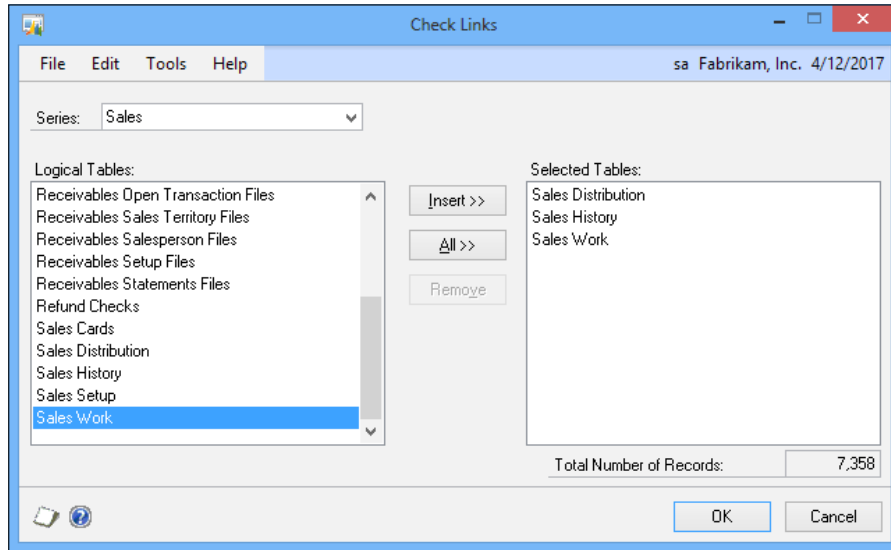 Check Links
File Edit Tools Help sa Fabrikam, Inc. 4/12/2017
Series: Sales
Logical Tables:
Receivables Open Transaction Files
Receivables Sales Territory Files
Receivables Salesperson Files
Receivables Setup Files
Receivables Statements Files
Refund Checks
Sales Cards
Sales Distribution
Sales History
Sales Setup
Sales Work
Insert >>
All >>
Remove
Selected Tables:
Sales Distribution
Sales History
Sales Work
Total Number of Records: 7,358
OK Cancel